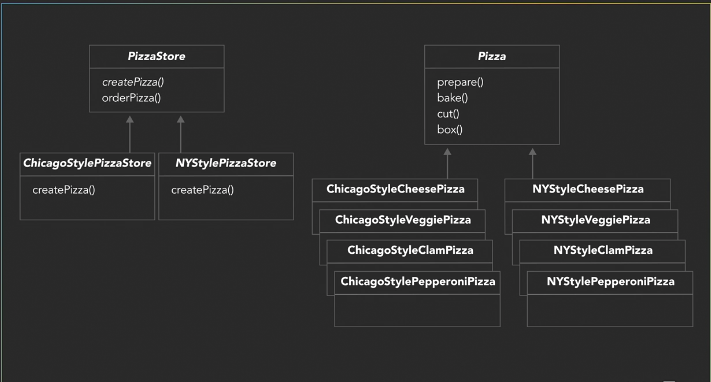 PizzaStore
createPizza()
orderPizza()
ChicagoStylePizzaStore
createPizza()
NYStylePizzaStore
createPizza()
Pizza
prepare()
bake()
cut()
box()
ChicagoStyleCheesePizza
ChicagoStyleVeggiePizza
ChicagoStyleClamPizza
ChicagoStylePepperoniPizza
NYStyleCheesePizza
NYStyleVeggiePizza
NYStyleClamPizza
NYStylePepperoniPizza